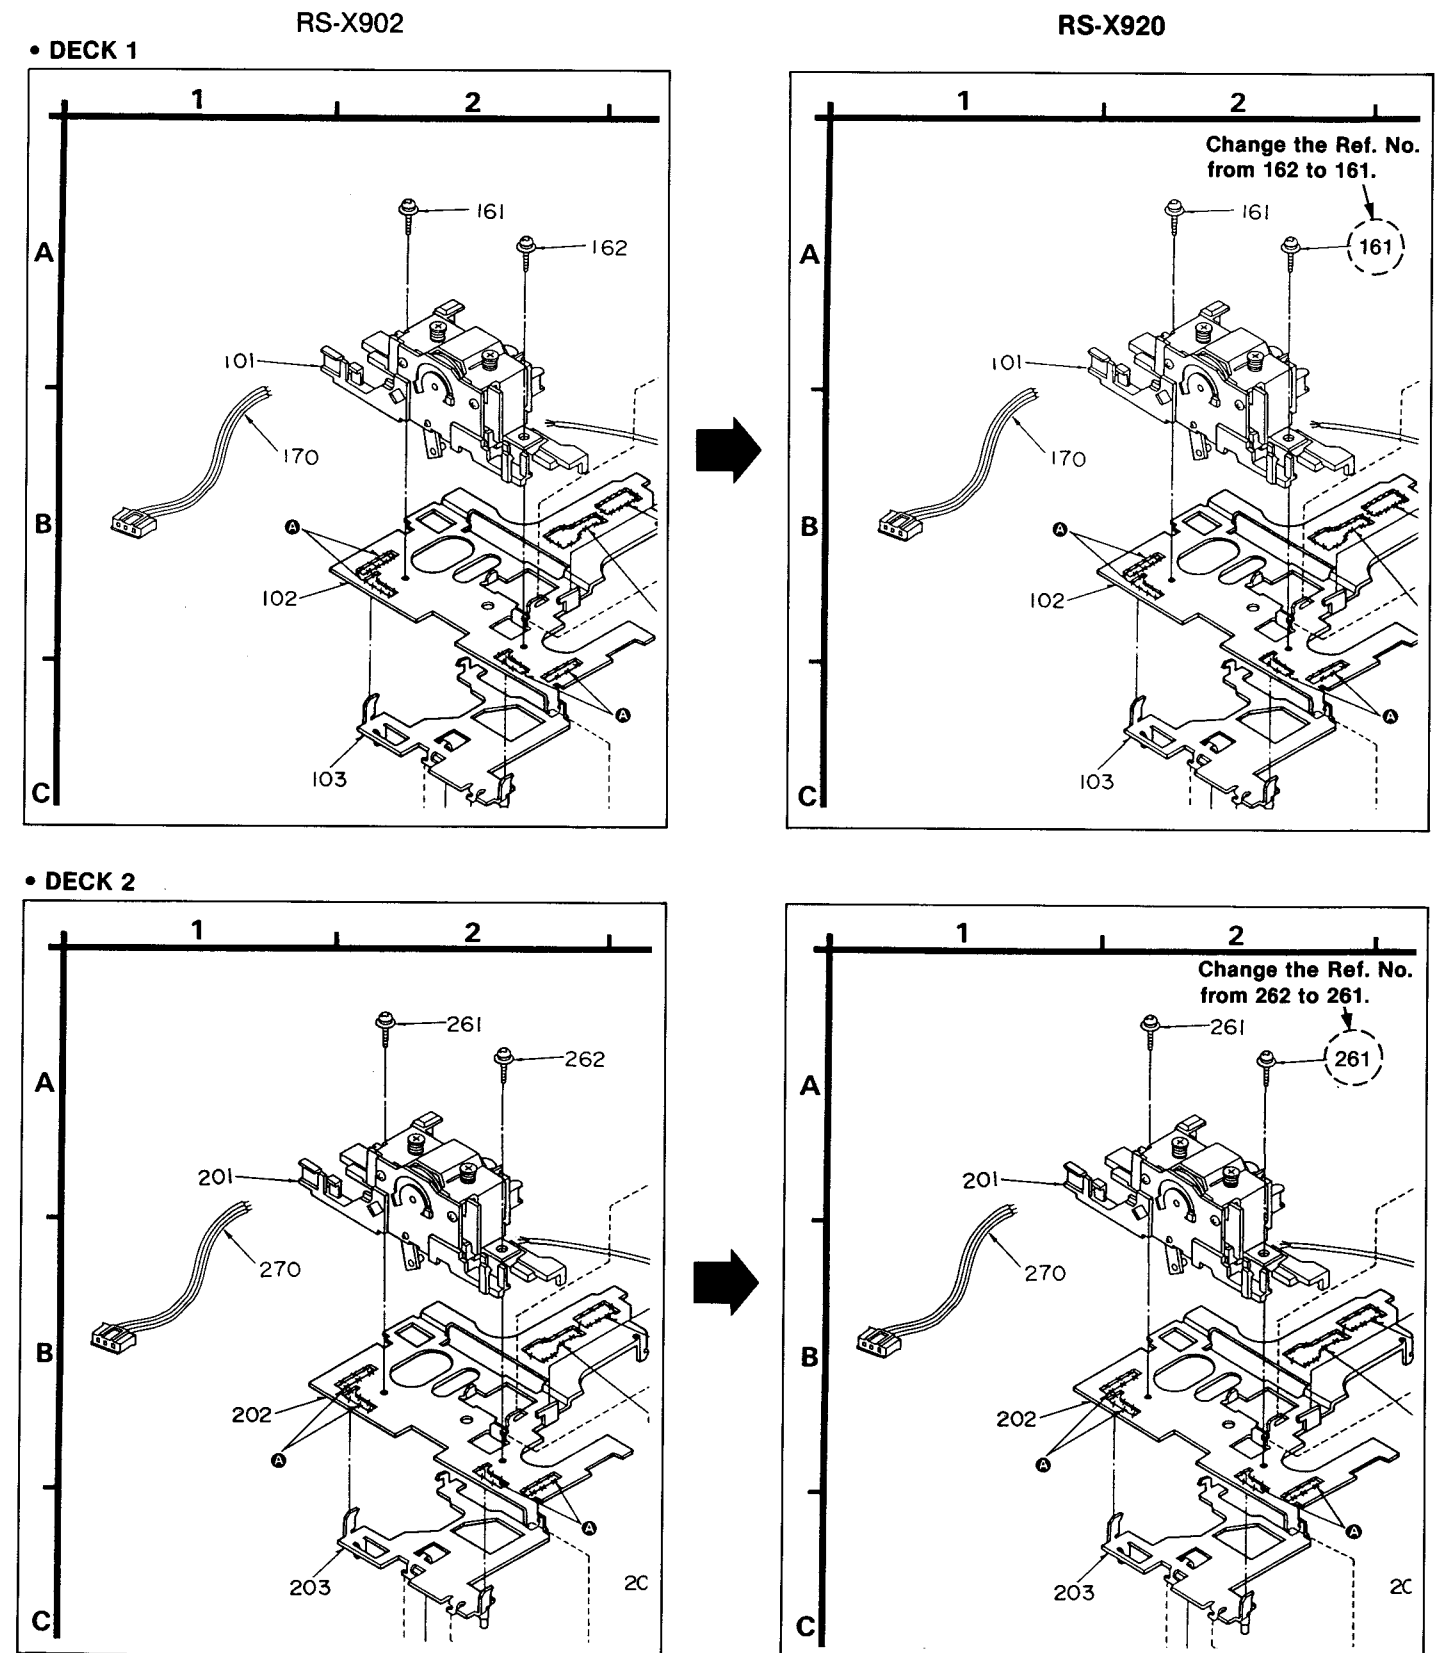 RS-X902
RS-X920
• DECK 1
1
2
A
B
C
161
162
101
170
A
102
A
103
1
2
Change the Ref. No.
from 162 to 161.
A
B
C
161
161
101
170
A
102
A
103
• DECK 2
1
2
A
B
C
261
262
201
270
202
A
A
203
2C
1
2
Change the Ref. No.
from 262 to 261.
A
B
C
261
261
201
270
202
A
A
203
2C